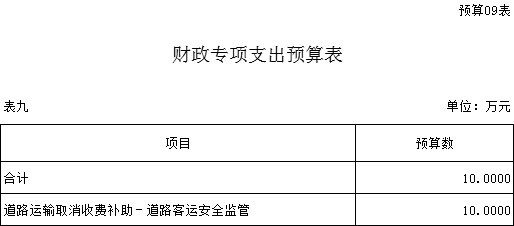 预算09表
财政专项支出预算表
表九 单位：万元
项目 预算数
合计 10.0000
道路运输取消收费补助－道路客运安全监管 10.0000